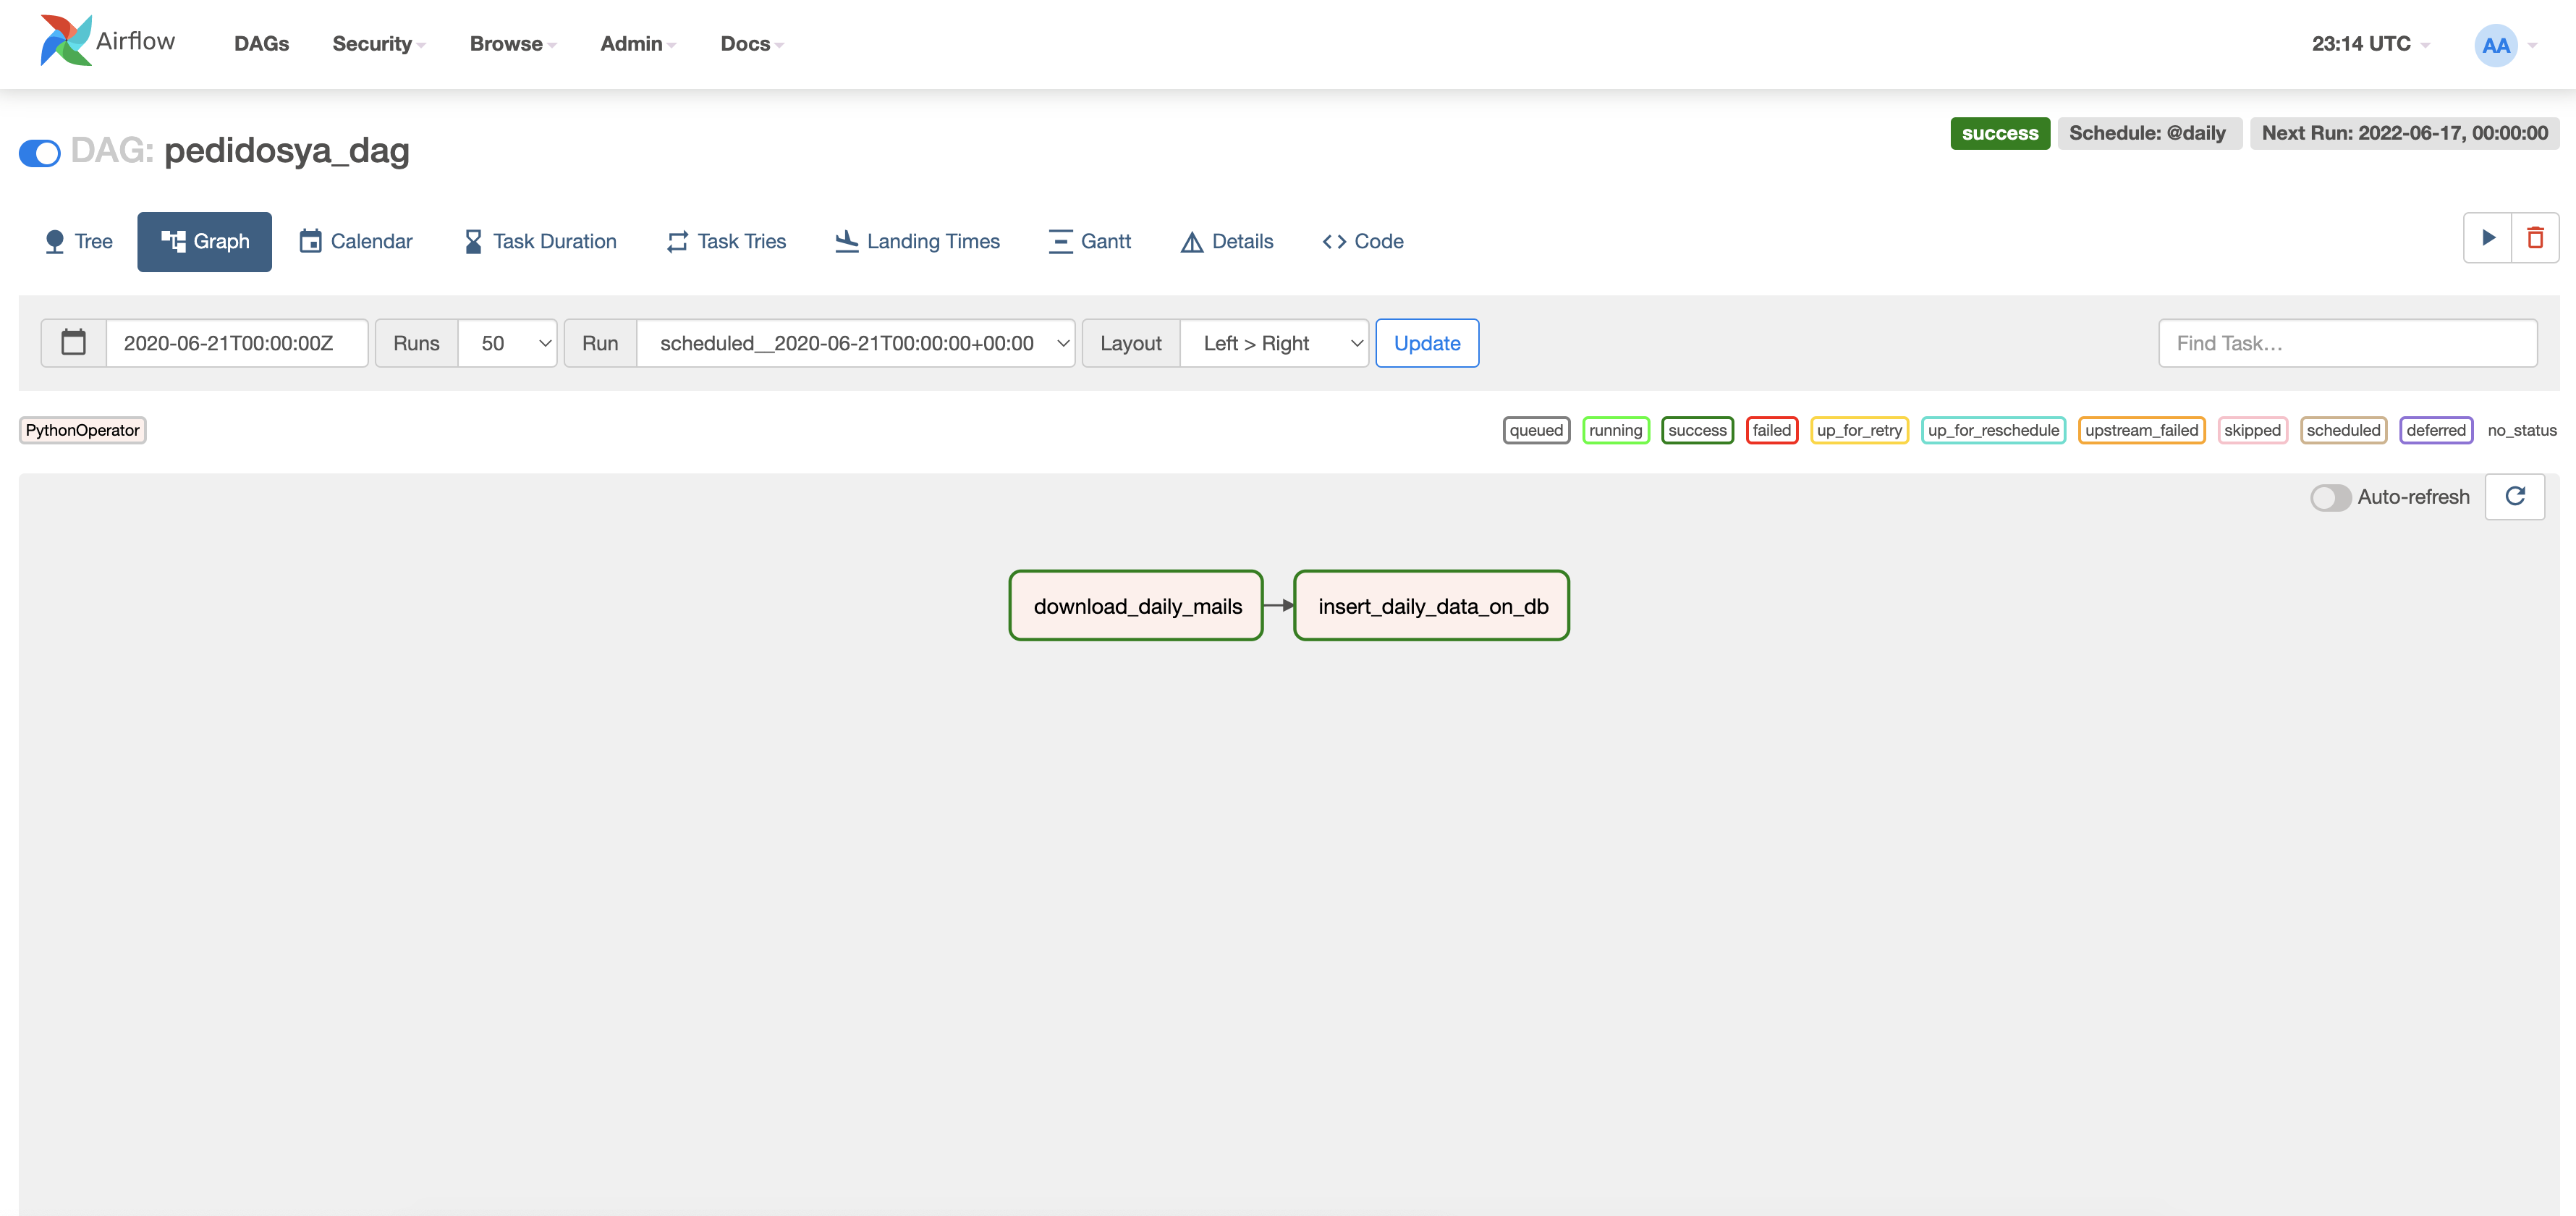 Airflow DAGs Security Browse Admin Docs 23:14 UTC AA
DAG: pedidosya_dag success Schedule: @daily Next Run: 2022-06-17, 00:00:00
Tree Graph Calendar Task Duration Task Tries Landing Times Gantt Details Code
2020-06-21T00:00:00Z Runs 50 Run scheduled__2020-06-21T00:00:00+00:00 Layout Left > Right Update Find Task...
PythonOperator queued running success failed up_for_retry up_for_reschedule upstream_failed skipped scheduled deferred no_status
Auto-refresh
download_daily_mails insert_daily_data_on_db